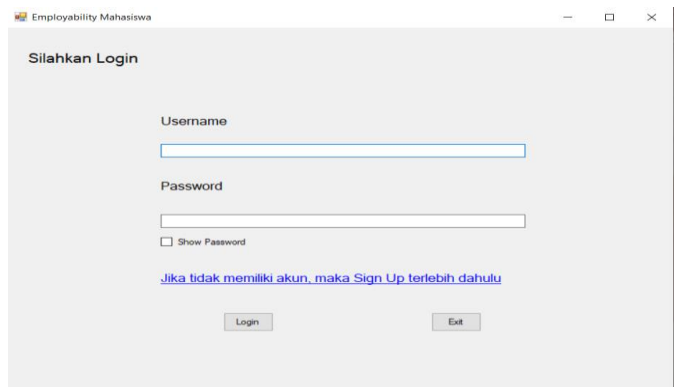 Employability Mahasiswa
Silahkan Login
Username
Password
Show Password
Jika tidak memiliki akun, maka Sign Up terlebih dahulu
Login
Exit